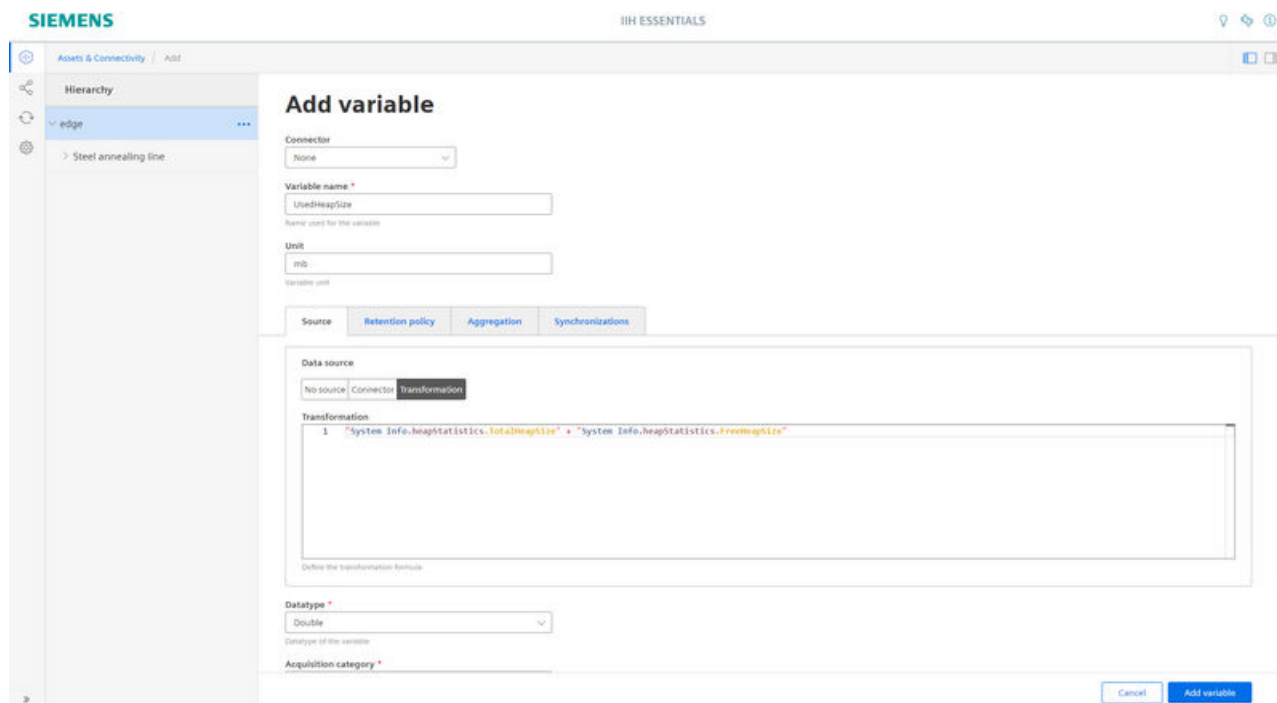 SIEMENS
IIH ESSENTIALS
Assets & Connectivity / Add
Hierarchy
edge
Steel annealing line
Add variable
Connector
None
Variable name *
UsedHeapSize
Name used for the variable
Unit
mb
Variable unit
Source Retention policy Aggregation Synchronizations
Data source
No source Connector Transformation
Transformation
1 "System Info.heapStatistics.TotalHeapSize" + "System Info.heapStatistics.FreeHeapSize"
Define the transformation formula
Datatype *
Double
Datatype of the variable
Acquisition category *
Cancel Add variable